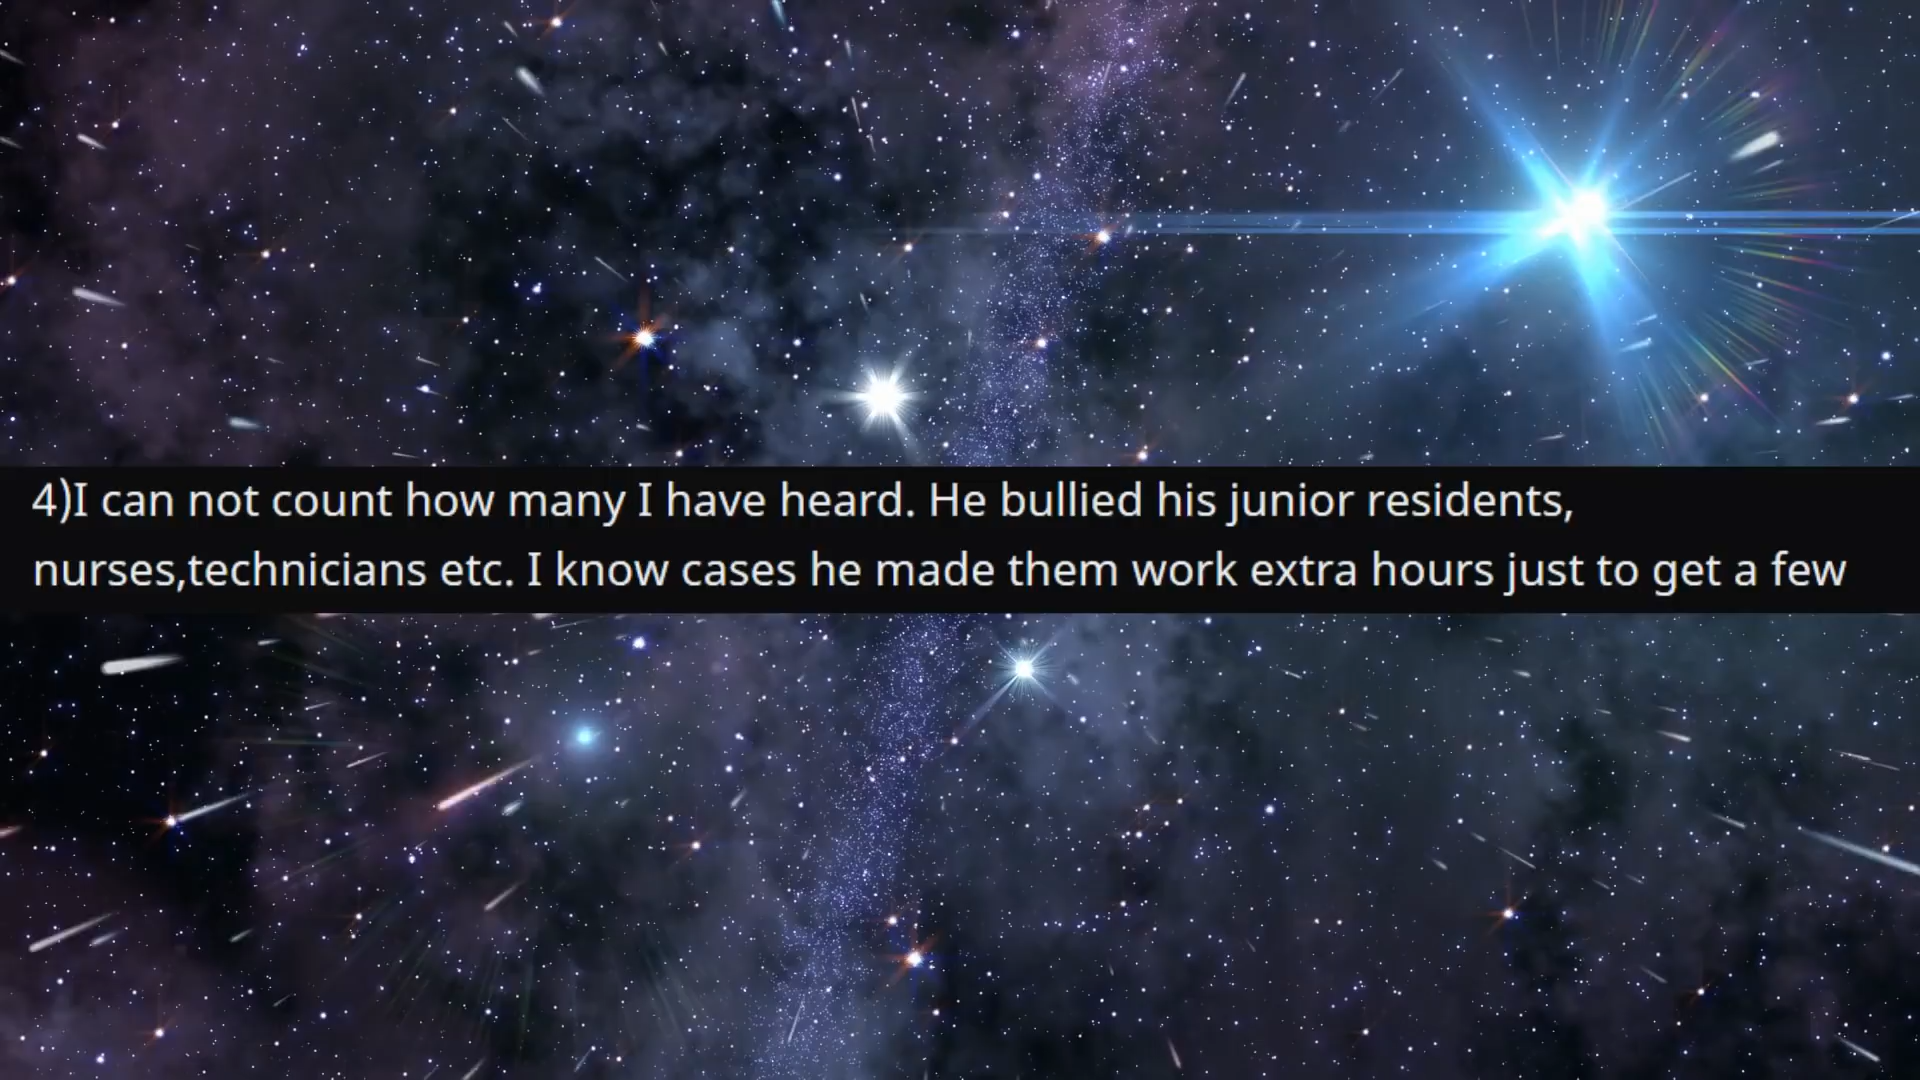 4)I can not count how many I have heard. He bullied his junior residents,
nurses,technicians etc. I know cases he made them work extra hours just to get a few